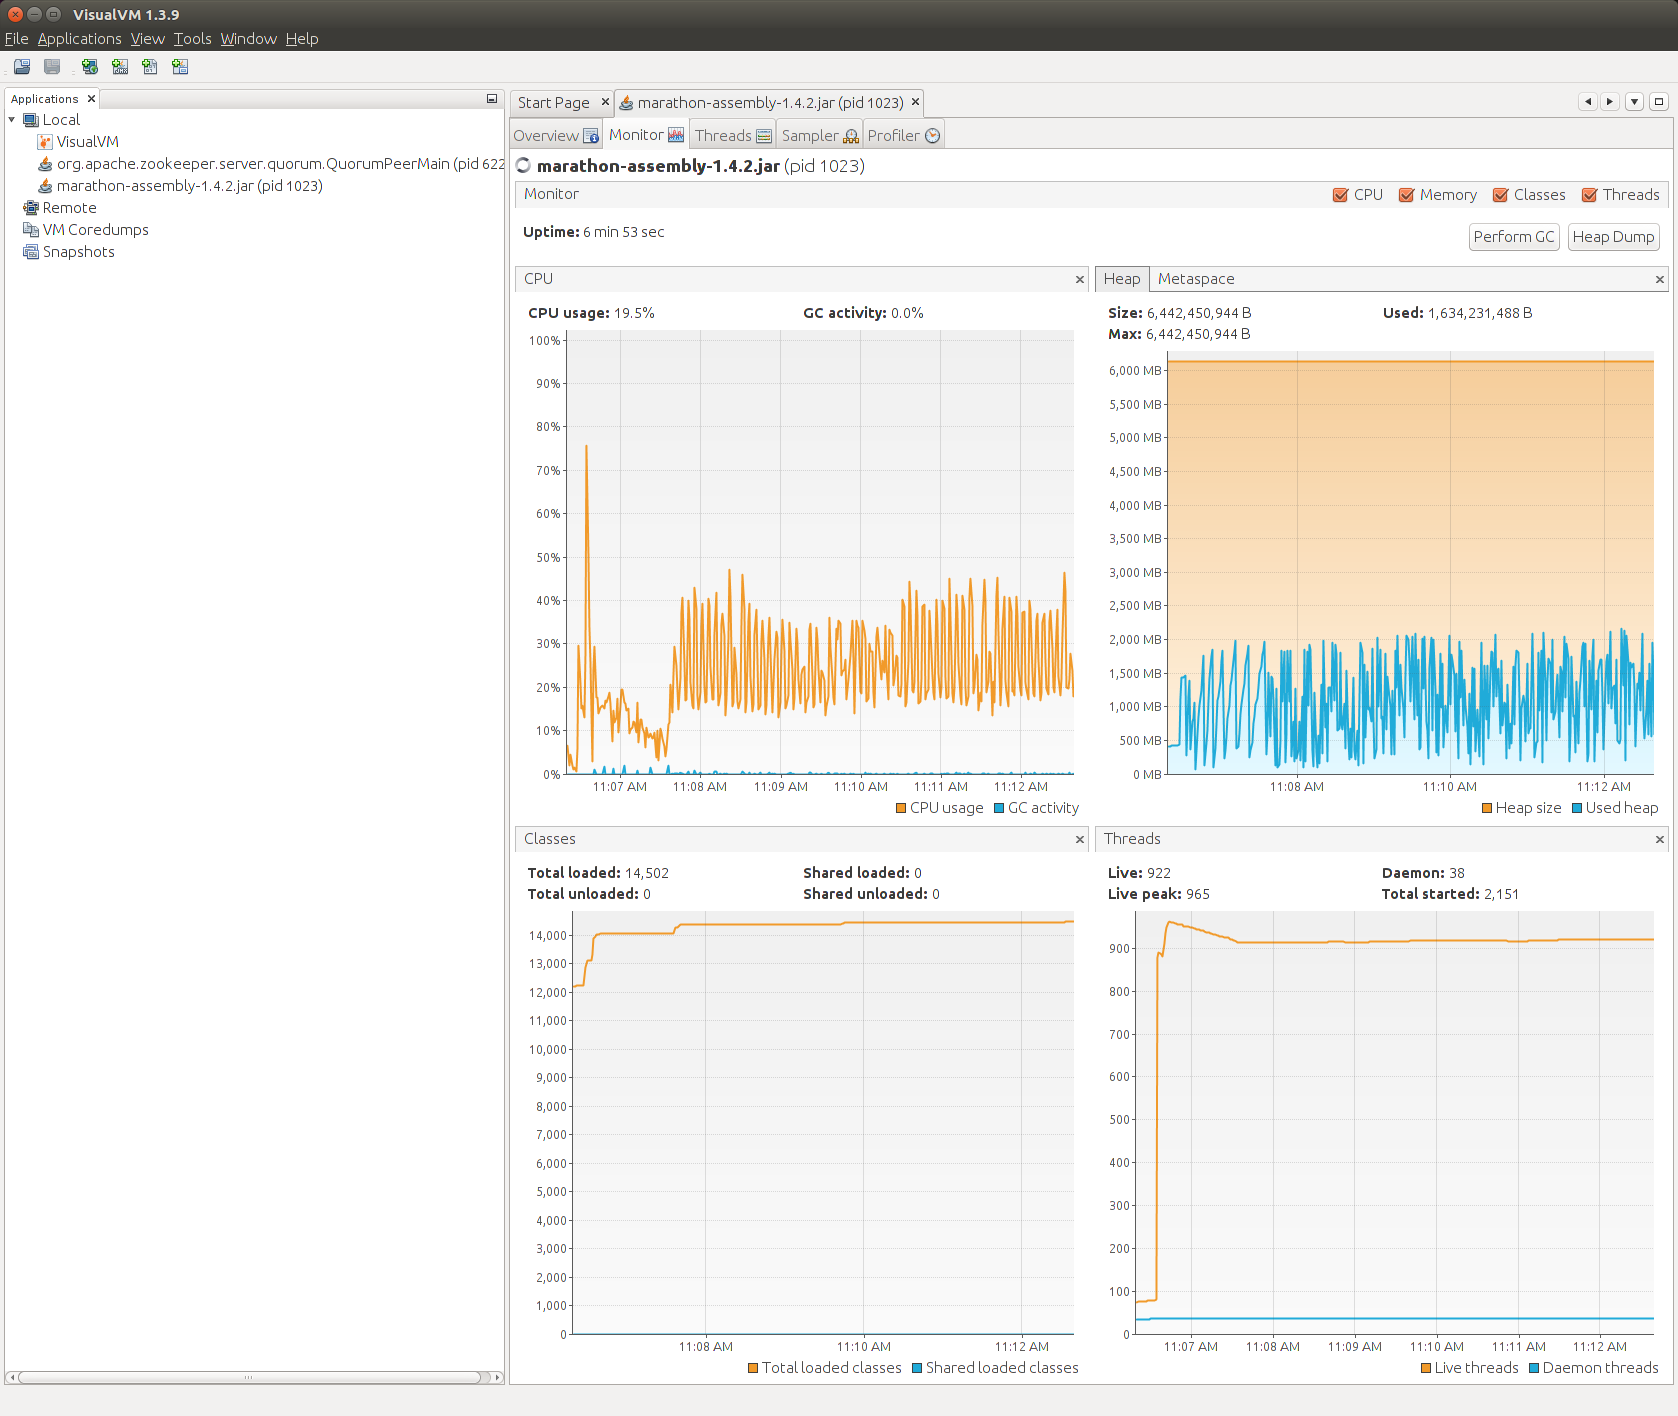 VisualVM 1.3.9
File Applications View Tools Window Help
Applications
Local
VisualVM
org.apache.zookeeper.server.quorum.QuorumPeerMain (pid 622
marathon-assembly-1.4.2.jar (pid 1023)
Remote
VM Coredumps
Snapshots
Start Page marathon-assembly-1.4.2.jar (pid 1023)
Overview Monitor Threads Sampler Profiler
marathon-assembly-1.4.2.jar (pid 1023)
Monitor CPU Memory Classes Threads
Uptime: 6 min 53 sec
Perform GC Heap Dump
CPU
CPU usage: 19.5% GC activity: 0.0%
100%
90%
80%
70%
60%
50%
40%
30%
20%
10%
0%
11:07 AM 11:08 AM 11:09 AM 11:10 AM 11:11 AM 11:12 AM
CPU usage GC activity
Heap Metaspace
Size: 6,442,450,944 B Used: 1,634,231,488 B
Max: 6,442,450,944 B
6,000 MB
5,500 MB
5,000 MB
4,500 MB
4,000 MB
3,500 MB
3,000 MB
2,500 MB
2,000 MB
1,500 MB
1,000 MB
500 MB
0 MB
11:08 AM 11:10 AM 11:12 AM
Heap size Used heap
Classes
Total loaded: 14,502 Shared loaded: 0
Total unloaded: 0 Shared unloaded: 0
14,000
13,000
12,000
11,000
10,000
9,000
8,000
7,000
6,000
5,000
4,000
3,000
2,000
1,000
0
11:08 AM 11:10 AM 11:12 AM
Total loaded classes Shared loaded classes
Threads
Live: 922 Daemon: 38
Live peak: 965 Total started: 2,151
900
800
700
600
500
400
300
200
100
0
11:07 AM 11:08 AM 11:09 AM 11:10 AM 11:11 AM 11:12 AM
Live threads Daemon threads